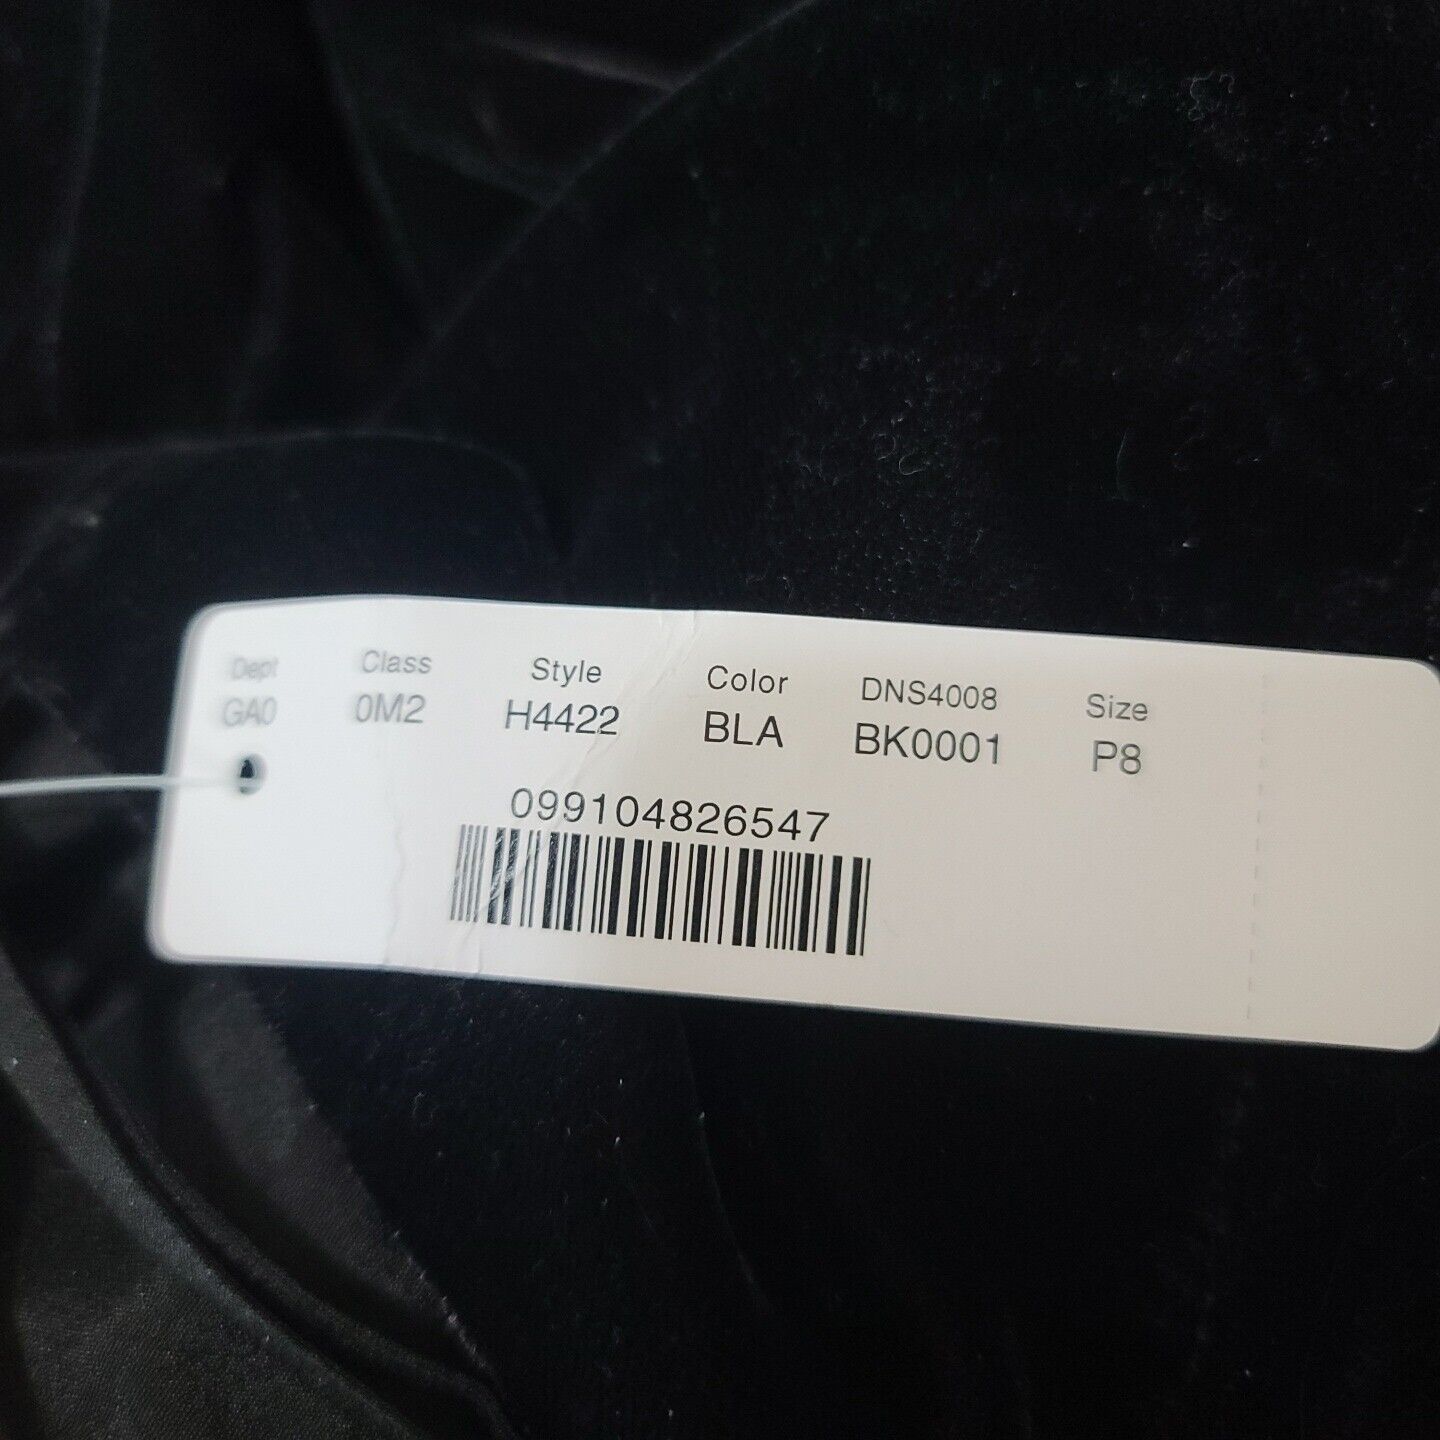 Dept Class Style Color DNS4008 Size
GA0 0M2 H4422 BLA BK0001 P8
099104826547